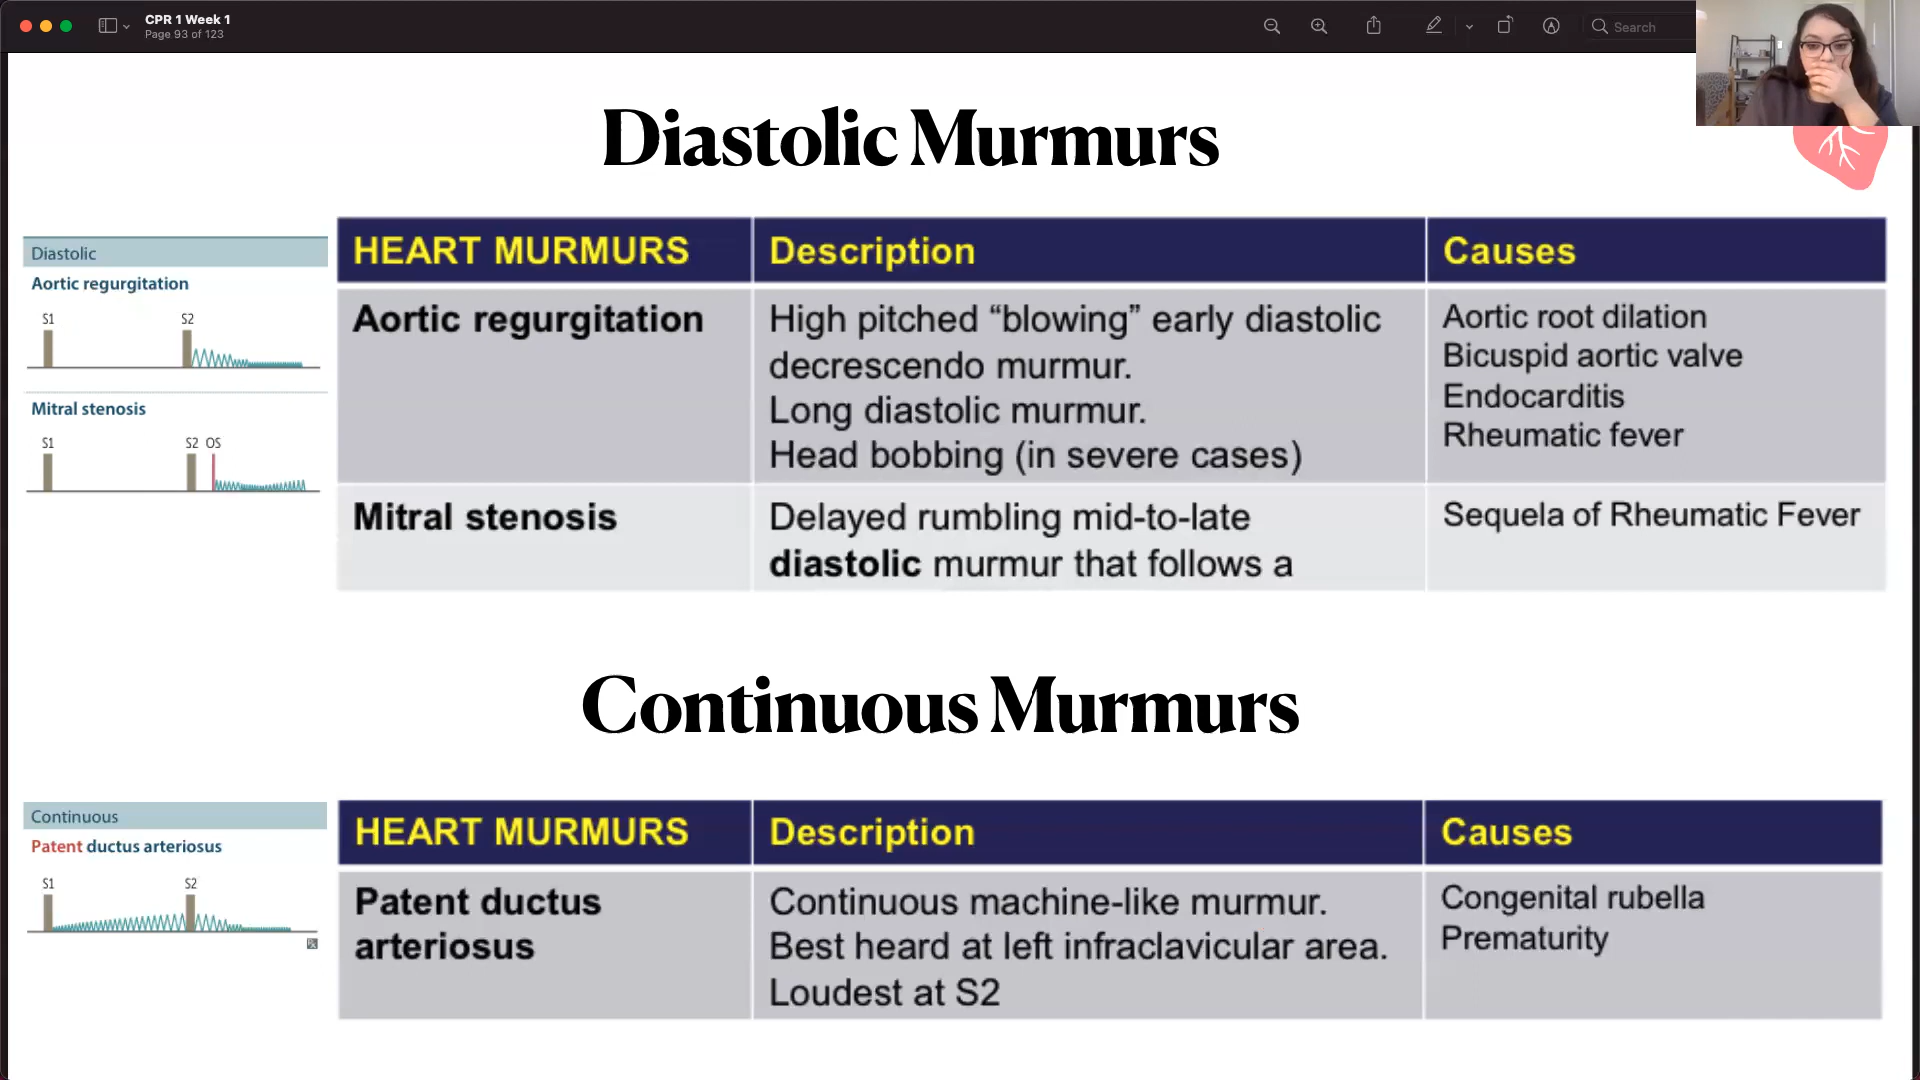 CPR 1 Week 1
Page 93 of 123
Search
Diastolic Murmurs
Diastolic
Aortic regurgitation
S1 S2
Mitral stenosis
S1 S2 OS
HEART MURMURS Description Causes
Aortic regurgitation
High pitched “blowing” early diastolic
decrescendo murmur.
Long diastolic murmur.
Head bobbing (in severe cases)
Aortic root dilation
Bicuspid aortic valve
Endocarditis
Rheumatic fever
Mitral stenosis
Delayed rumbling mid-to-late
diastolic murmur that follows a
Sequela of Rheumatic Fever
Continuous Murmurs
Continuous
Patent ductus arteriosus
S1 S2
HEART MURMURS Description Causes
Patent ductus
arteriosus
Continuous machine-like murmur.
Best heard at left infraclavicular area.
Loudest at S2
Congenital rubella
Prematurity